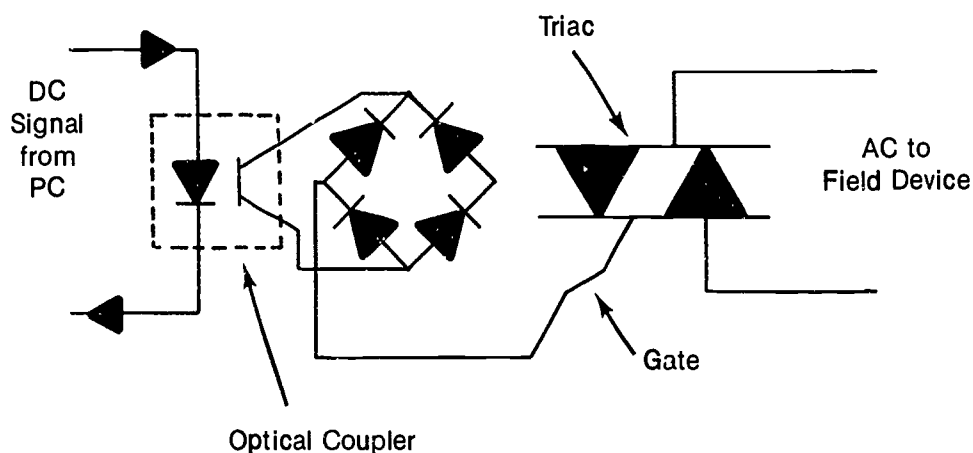 Triac
DC
Signal
from
PC
AC to
Field Device
Gate
Optical Coupler